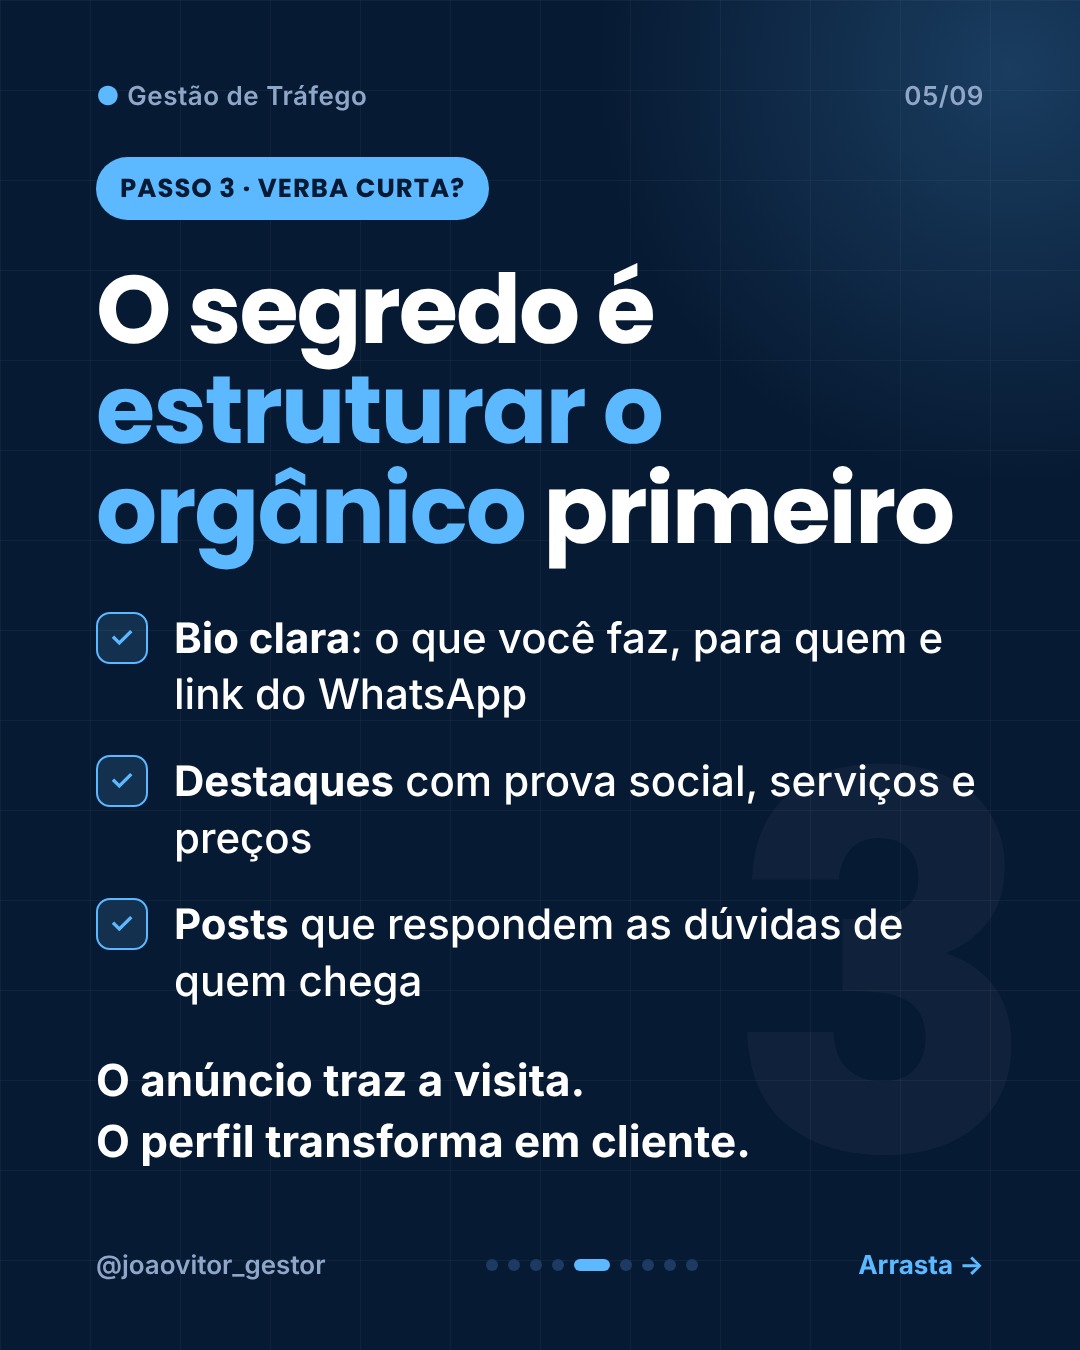 Gestão de Tráfego
05/09
PASSO 3 · VERBA CURTA?
O segredo é
estruturar o
orgânico primeiro
Bio clara: o que você faz, para quem e
link do WhatsApp
Destaques com prova social, serviços e
preços
Posts que respondem as dúvidas de
quem chega
3
O anúncio traz a visita.
O perfil transforma em cliente.
@joaovitor_gestor
Arrasta →